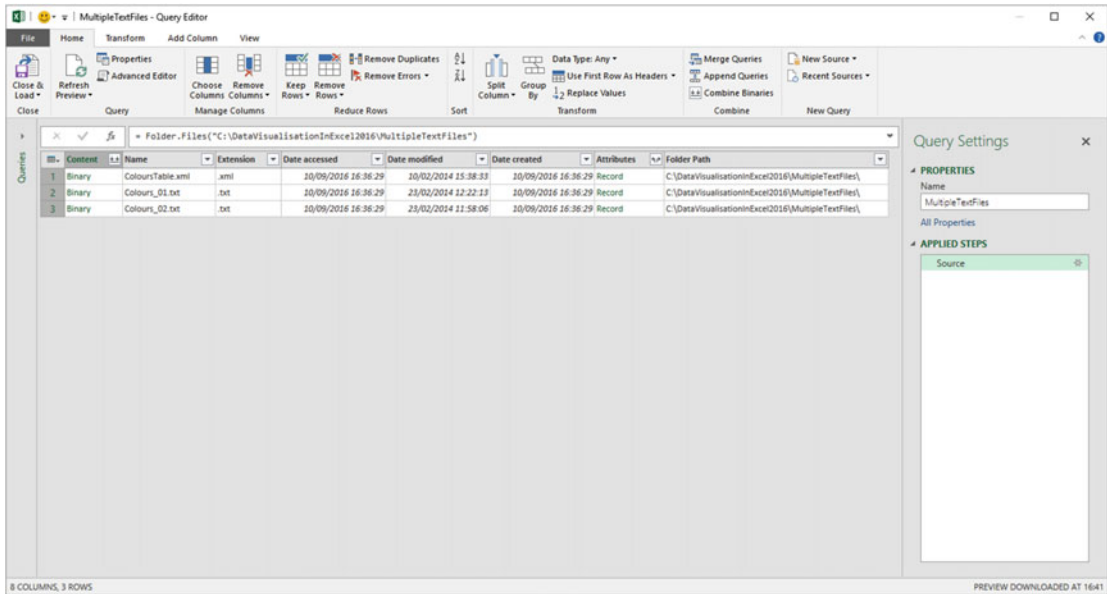 MultipleTextFiles - Query Editor
File Home Transform Add Column View
Close & Load
Close
Refresh Preview
Properties
Advanced Editor
Query
Choose Columns
Remove Columns
Manage Columns
Keep Rows
Remove Rows
Remove Duplicates
Remove Errors
Reduce Rows
Sort
Split Column
Group By
Data Type: Any
Use First Row As Headers
1→2 Replace Values
Transform
Merge Queries
Append Queries
Combine Binaries
Combine
New Source
Recent Sources
New Query
Queries
fx = Folder.Files("C:\DataVisualisationInExcel2016\MultipleTextFiles")
Content Name Extension Date accessed Date modified Date created Attributes Folder Path
1 Binary ColoursTable.xml .xml 10/09/2016 16:36:29 10/02/2014 15:38:33 10/09/2016 16:36:29 Record C:\DataVisualisationInExcel2016\MultipleTextFiles\
2 Binary Colours_01.txt .txt 10/09/2016 16:36:29 23/02/2014 12:22:13 10/09/2016 16:36:29 Record C:\DataVisualisationInExcel2016\MultipleTextFiles\
3 Binary Colours_02.txt .txt 10/09/2016 16:36:29 23/02/2014 11:58:06 10/09/2016 16:36:29 Record C:\DataVisualisationInExcel2016\MultipleTextFiles\
Query Settings
PROPERTIES
Name
MultipleTextFiles
All Properties
APPLIED STEPS
Source
8 COLUMNS, 3 ROWS
PREVIEW DOWNLOADED AT 16:41